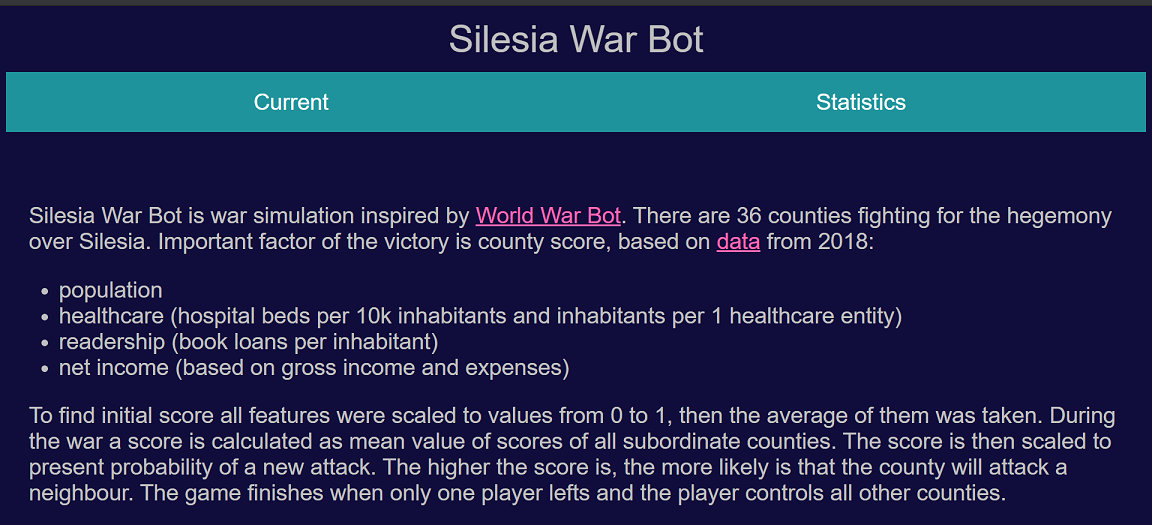 Silesia War Bot
Current
Statistics
Silesia War Bot is war simulation inspired by World War Bot. There are 36 counties fighting for the hegemony
over Silesia. Important factor of the victory is county score, based on data from 2018:
• population
• healthcare (hospital beds per 10k inhabitants and inhabitants per 1 healthcare entity)
• readership (book loans per inhabitant)
• net income (based on gross income and expenses)
To find initial score all features were scaled to values from 0 to 1, then the average of them was taken. During
the war a score is calculated as mean value of scores of all subordinate counties. The score is then scaled to
present probability of a new attack. The higher the score is, the more likely is that the county will attack a
neighbour. The game finishes when only one player lefts and the player controls all other counties.